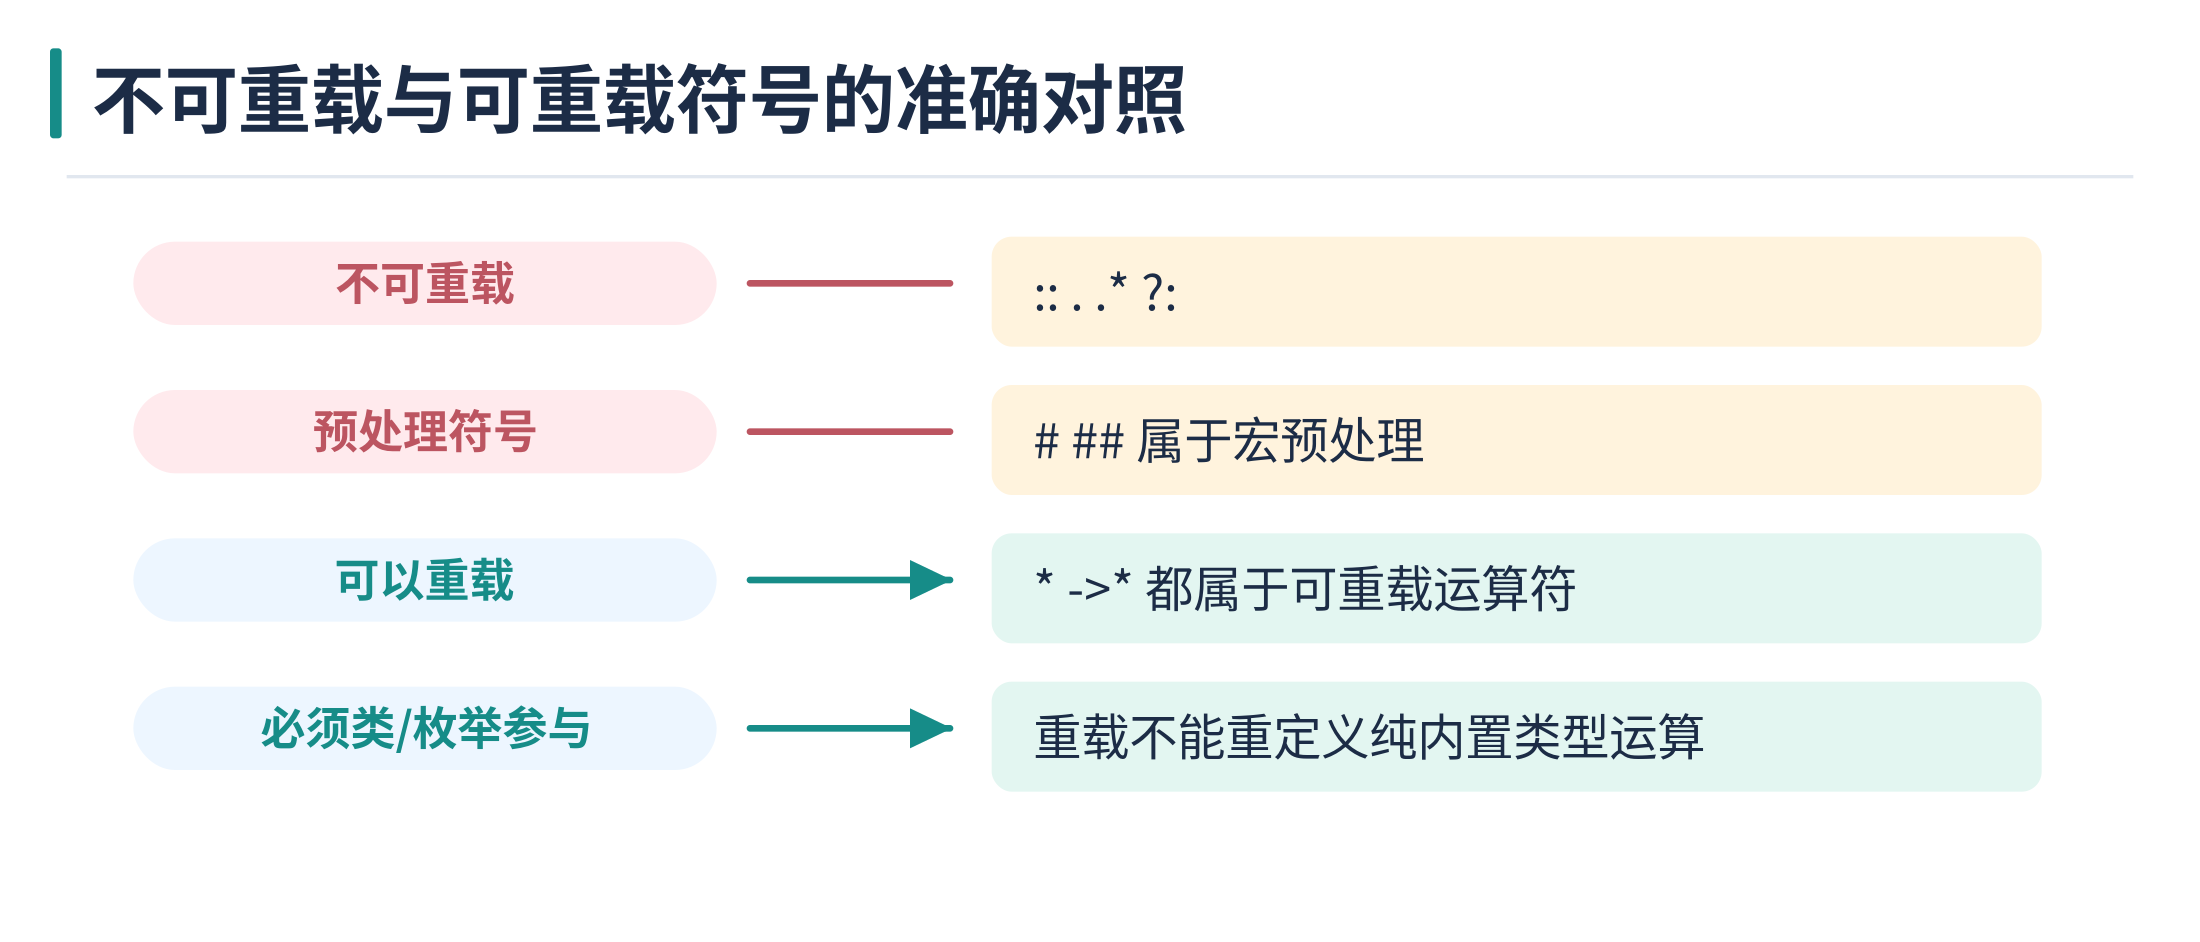 不可重载与可重载符号的准确对照
不可重载
:: . .* ?:
预处理符号
# ## 属于宏预处理
可以重载
* ->* 都属于可重载运算符
必须类/枚举参与
重载不能重定义纯内置类型运算